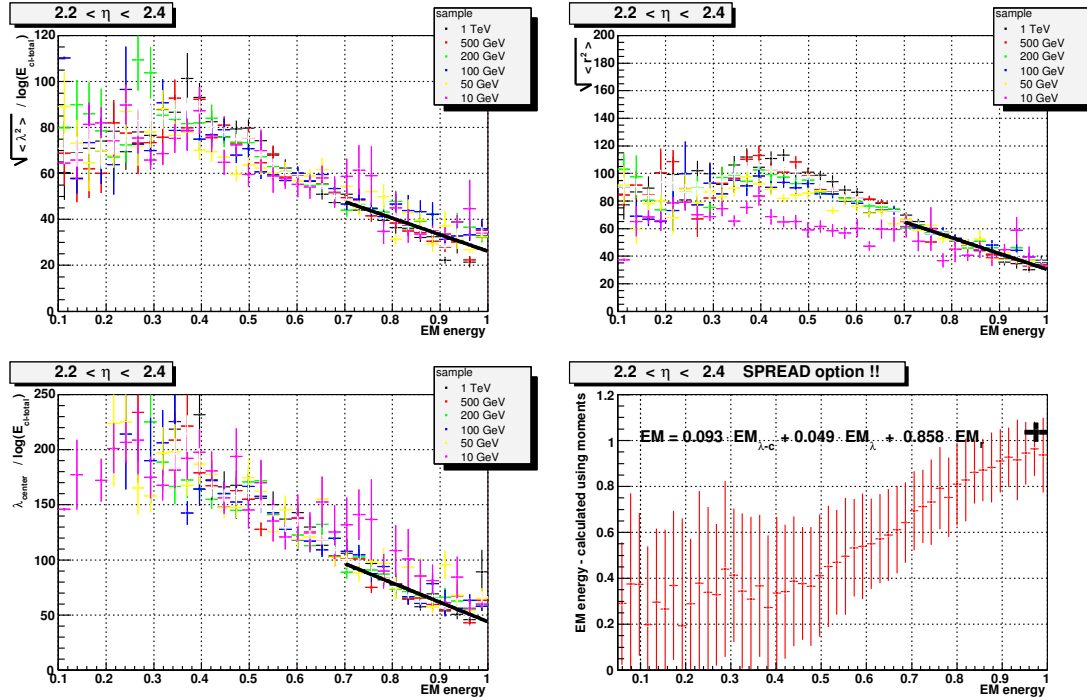 2.2 < η < 2.4
sample
1 TeV
500 GeV
200 GeV
100 GeV
50 GeV
10 GeV
√< λ² > / log(E_cl-total)
120
100
80
60
40
20
0
0.1 0.2 0.3 0.4 0.5 0.6 0.7 0.8 0.9 1
EM energy
2.2 < η < 2.4
sample
1 TeV
500 GeV
200 GeV
100 GeV
50 GeV
10 GeV
√< r² >
200
180
160
140
120
100
80
60
40
20
0
0.1 0.2 0.3 0.4 0.5 0.6 0.7 0.8 0.9 1
EM energy
2.2 < η < 2.4
sample
1 TeV
500 GeV
200 GeV
100 GeV
50 GeV
10 GeV
λ_center / log(E_cl-total)
250
200
150
100
50
0
0.1 0.2 0.3 0.4 0.5 0.6 0.7 0.8 0.9 1
EM energy
2.2 < η < 2.4 SPREAD option !!
EM energy - calculated using moments
1.2
1
0.8
0.6
0.4
0.2
0
EM = 0.093 EM_λ-c + 0.049 EM_λ + 0.858 EM_r
0.1 0.2 0.3 0.4 0.5 0.6 0.7 0.8 0.9 1
EM energy